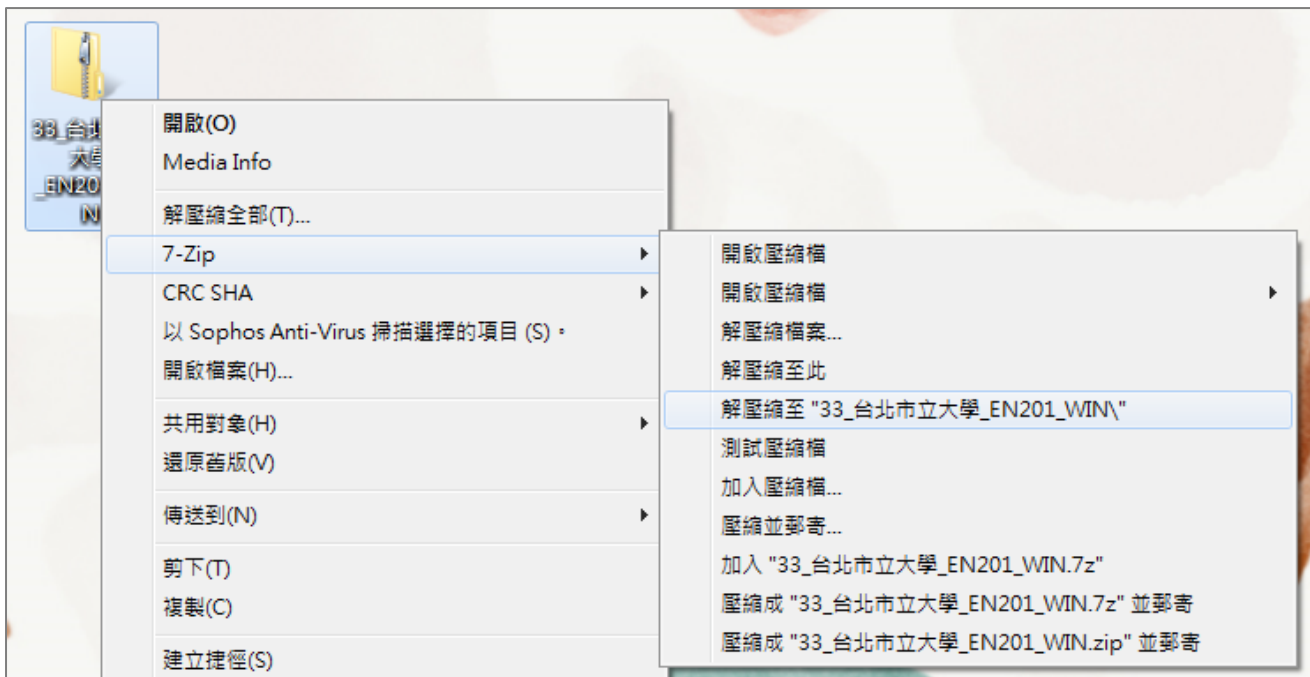 33_台
大
_EN20
N
開啟(O)
Media Info
解壓縮全部(T)...
7-Zip
CRC SHA
以 Sophos Anti-Virus 掃描選擇的項目 (S)。
開啟檔案(H)...
共用對象(H)
還原舊版(V)
傳送到(N)
剪下(T)
複製(C)
建立捷徑(S)
開啟壓縮檔
開啟壓縮檔
解壓縮檔案...
解壓縮至此
解壓縮至 "33_台北市立大學_EN201_WIN\"
測試壓縮檔
加入壓縮檔...
壓縮並郵寄...
加入 "33_台北市立大學_EN201_WIN.7z"
壓縮成 "33_台北市立大學_EN201_WIN.7z" 並郵寄
壓縮成 "33_台北市立大學_EN201_WIN.zip" 並郵寄